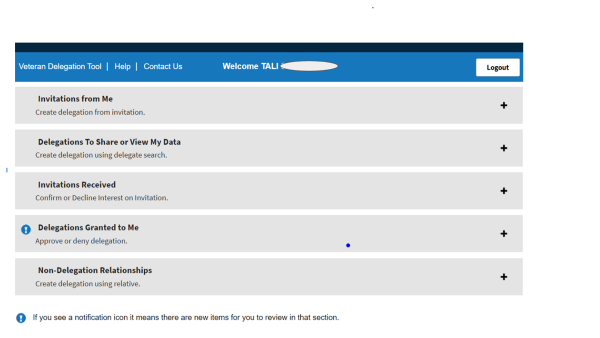 Veteran Delegation Tool | Help | Contact Us Welcome TALI Logout
Invitations from Me
Create delegation from invitation.
Delegations To Share or View My Data
Create delegation using delegate search.
Invitations Received
Confirm or Decline Interest on Invitation.
Delegations Granted to Me
Approve or deny delegation.
Non-Delegation Relationships
Create delegation using relative.
If you see a notification icon it means there are new items for you to review in that section.